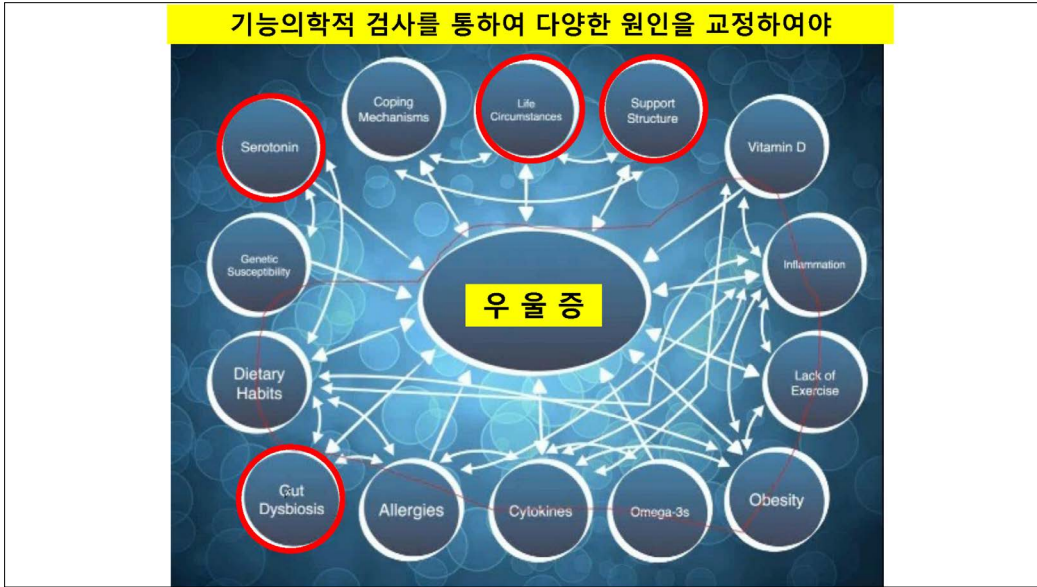 기능의학적 검사를 통하여 다양한 원인을 교정하여야
Coping
Mechanisms
Life
Circumstances
Support
Structure
Serotonin
Vitamin D
Genetic
Susceptibility
Inflammation
우 울 증
Dietary
Habits
Lack of
Exercise
Gut
Dysbiosis
Allergies
Cytokines
Omega-3s
Obesity